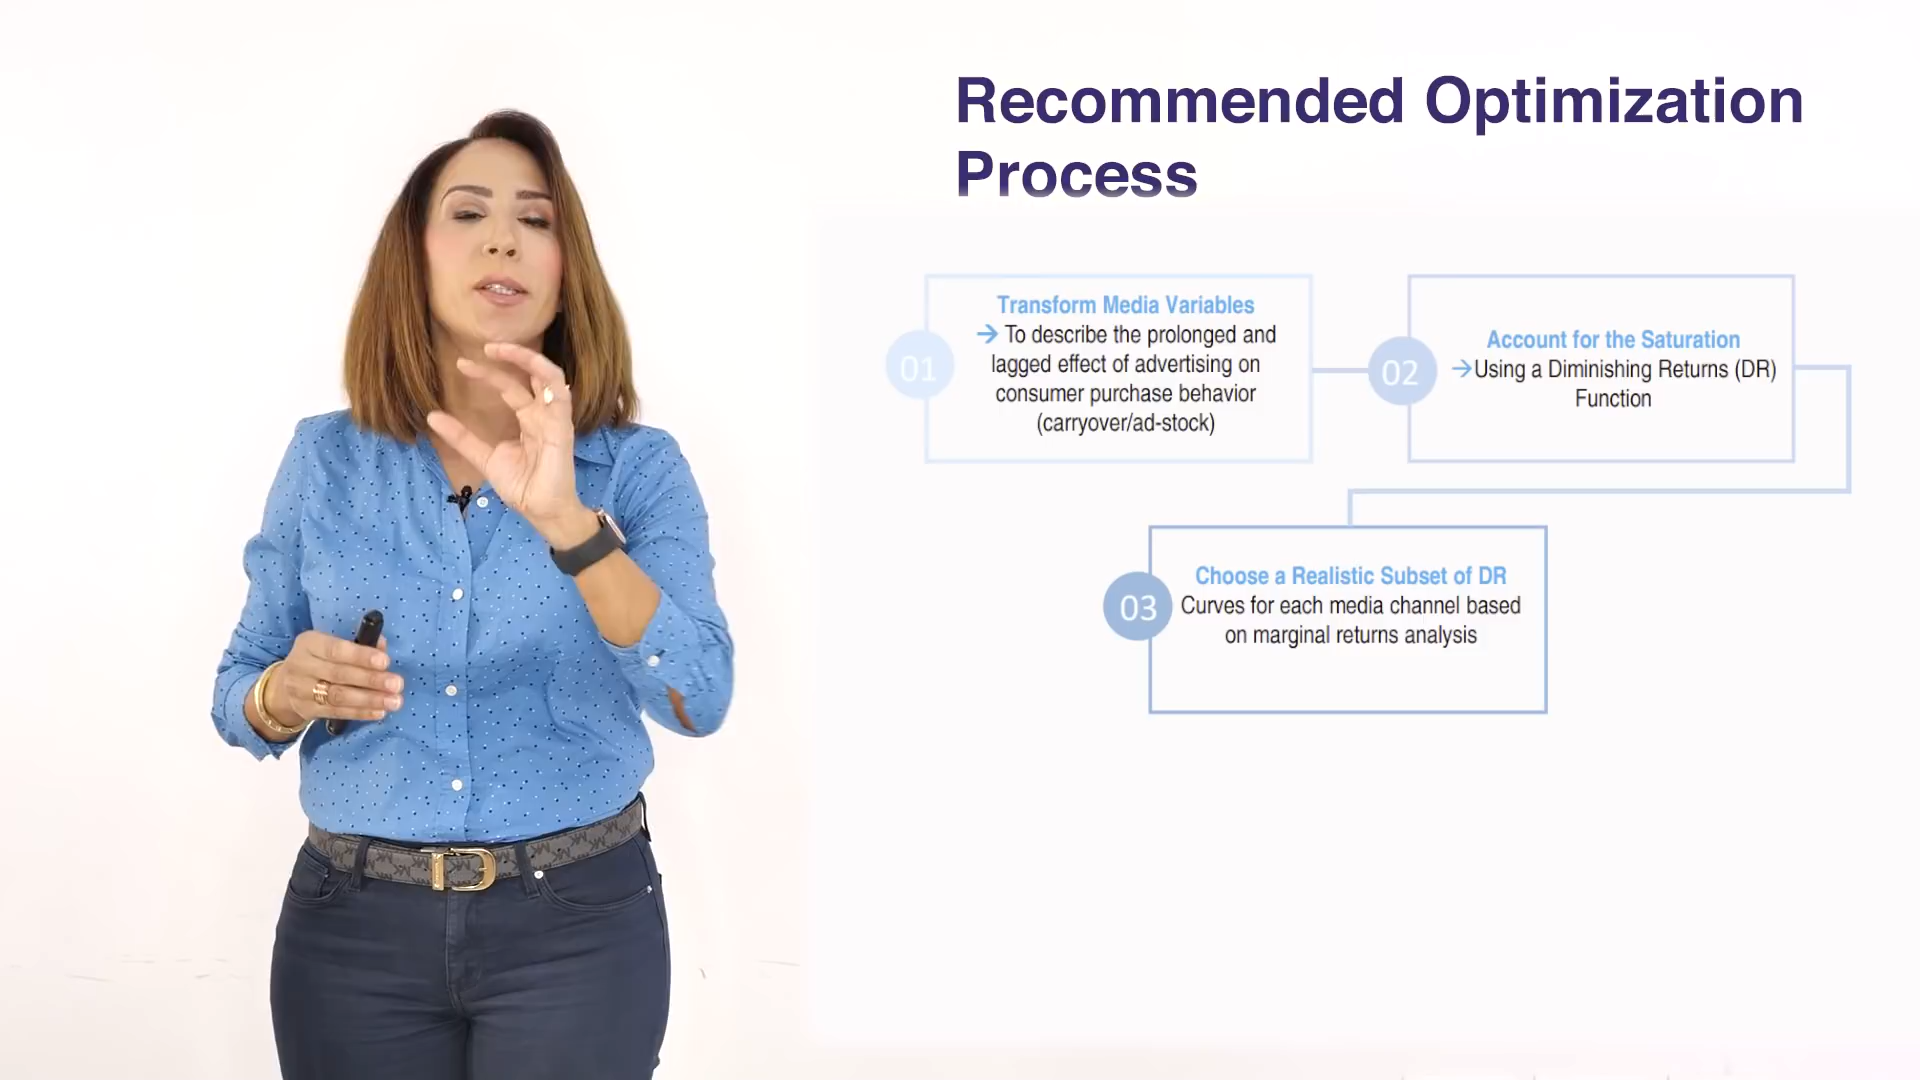 Recommended Optimization
Process
01
Transform Media Variables
→ To describe the prolonged and
lagged effect of advertising on
consumer purchase behavior
(carryover/ad-stock)
02
Account for the Saturation
→Using a Diminishing Returns (DR)
Function
03
Choose a Realistic Subset of DR
Curves for each media channel based
on marginal returns analysis